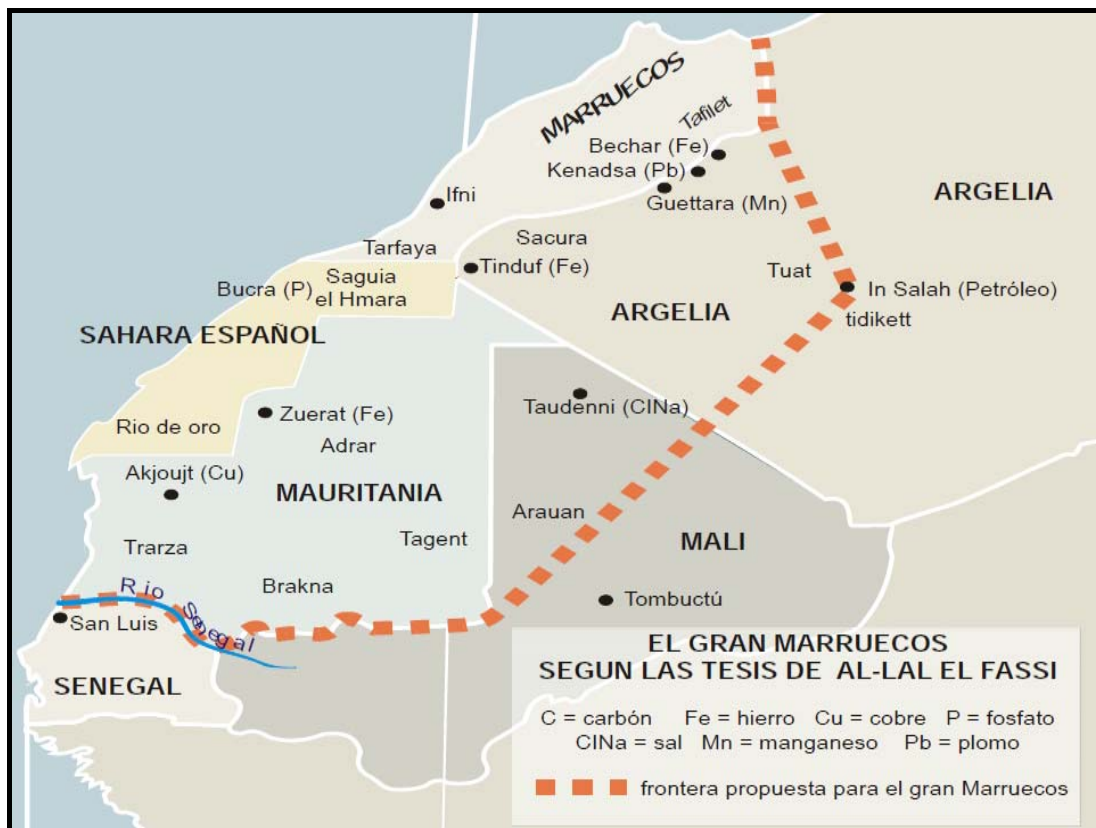 MARRUECOS
Tafilet
Bechar (Fe)
Kenadsa (Pb)
Guettara (Mn)
ARGELIA
Ifni
Tarfaya
Sacura
Tinduf (Fe)
Tuat
In Salah (Petróleo)
tidikett
Bucra (P)
Saguia
el Hmara
ARGELIA
SAHARA ESPAÑOL
Taudenni (ClNa)
Rio de oro
Zuerat (Fe)
Adrar
Akjoujt (Cu)
MAURITANIA
Arauan
Tagent
MALI
Trarza
Brakna
Rio Senegal
Tombuctú
San Luis
SENEGAL
EL GRAN MARRUECOS
SEGUN LAS TESIS DE AL-LAL EL FASSI
C = carbón Fe = hierro Cu = cobre P = fosfato
ClNa = sal Mn = manganeso Pb = plomo
frontera propuesta para el gran Marruecos